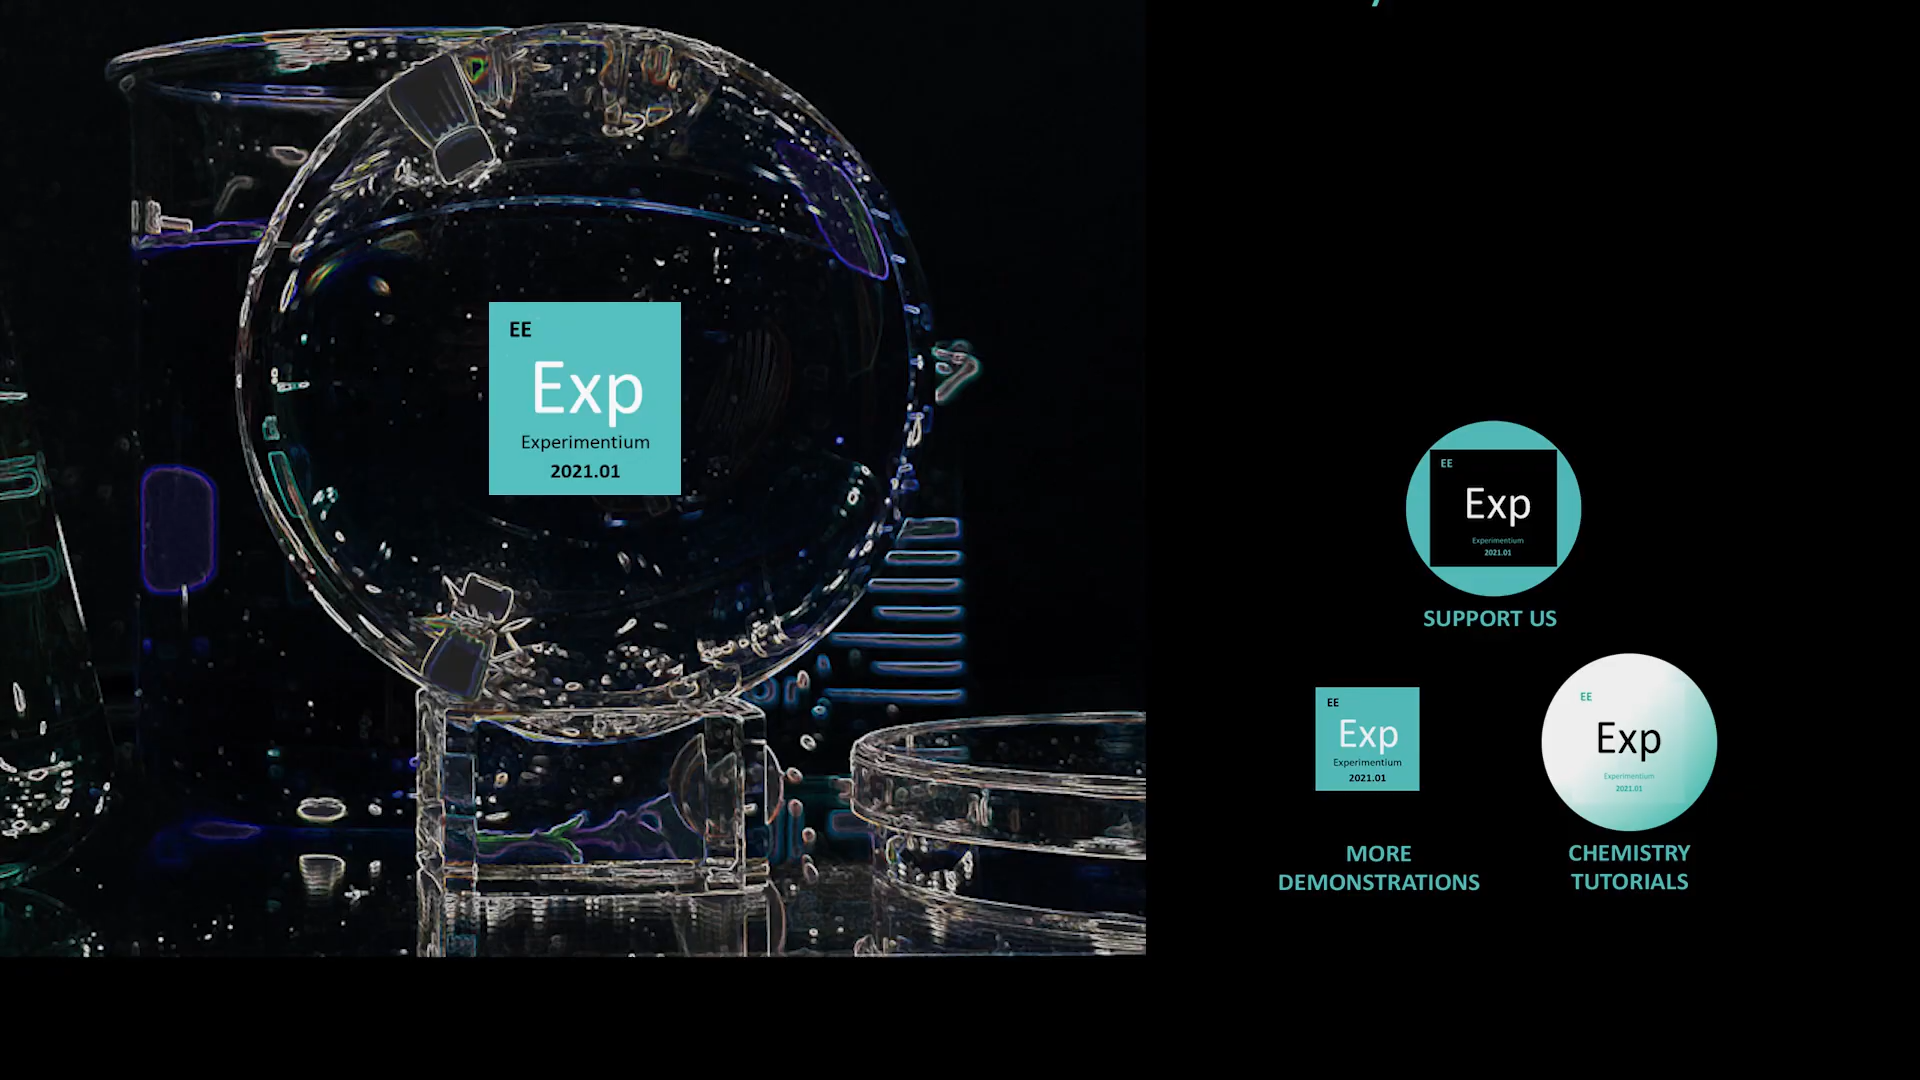 EE
Exp
Experimentium
2021.01
EE
Exp
Experimentium
2021.01
SUPPORT US
EE
Exp
Experimentium
2021.01
MORE
DEMONSTRATIONS
EE
Exp
Experimentium
2021.01
CHEMISTRY
TUTORIALS